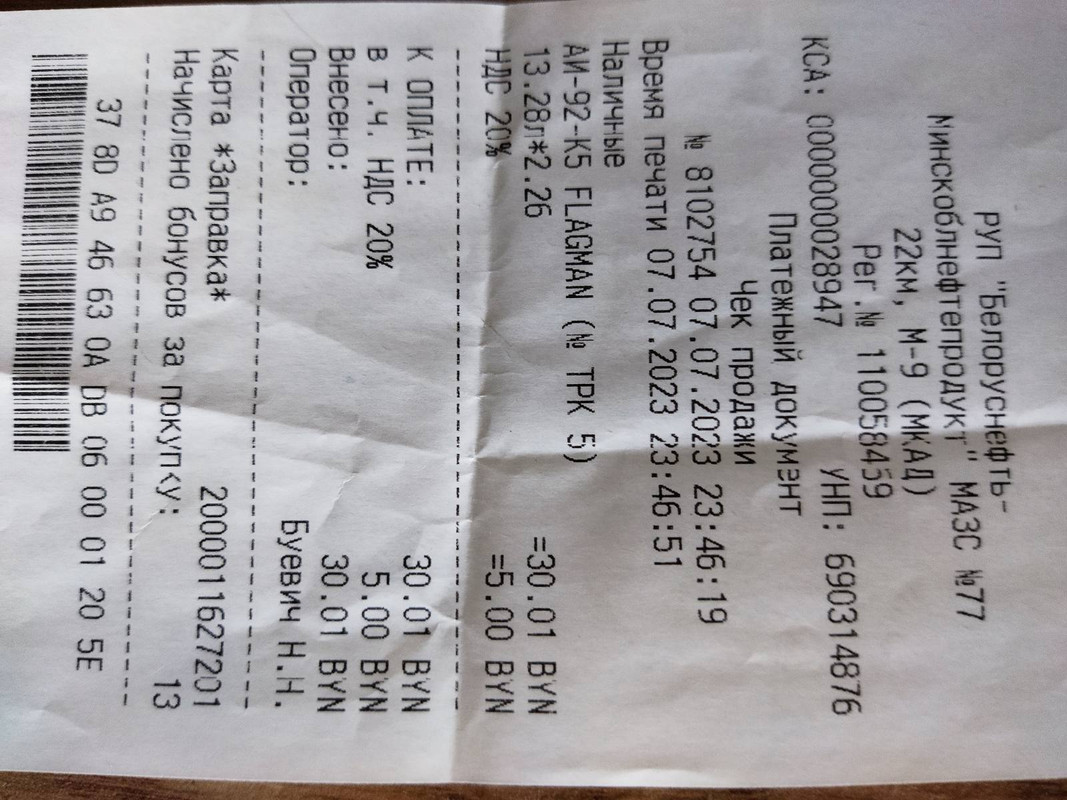 РУП "Белоруснефть-
Минскоблнефтепродукт" МАЗС №77
22км, М-9 (МКАД)
Рег.№ 110058459
КСА: 0000000028947 УНП: 690314876
Платежный документ
Чек продажи
№ 8102754 07.07.2023 23:46:19
Время печати 07.07.2023 23:46:51
Наличные
АИ-92-К5 FLAGMAN (№ ТРК 5)
13.28л*2.26 =30.01 BYN
НДС 20% =5.00 BYN
К ОПЛАТЕ: 30.01 BYN
в т.ч. НДС 20% 5.00 BYN
Внесено: 30.01 BYN
Оператор: Буевич Н.Н.
Карта *Заправка* 2000011627201
Начислено бонусов за покупку: 13
37 8D A9 46 63 0A DB 06 00 01 20 5E